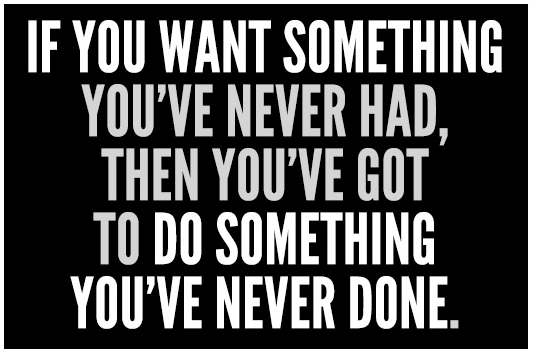 IF YOU WANT SOMETHING
YOU'VE NEVER HAD,
THEN YOU'VE GOT
TO DO SOMETHING
YOU'VE NEVER DONE.